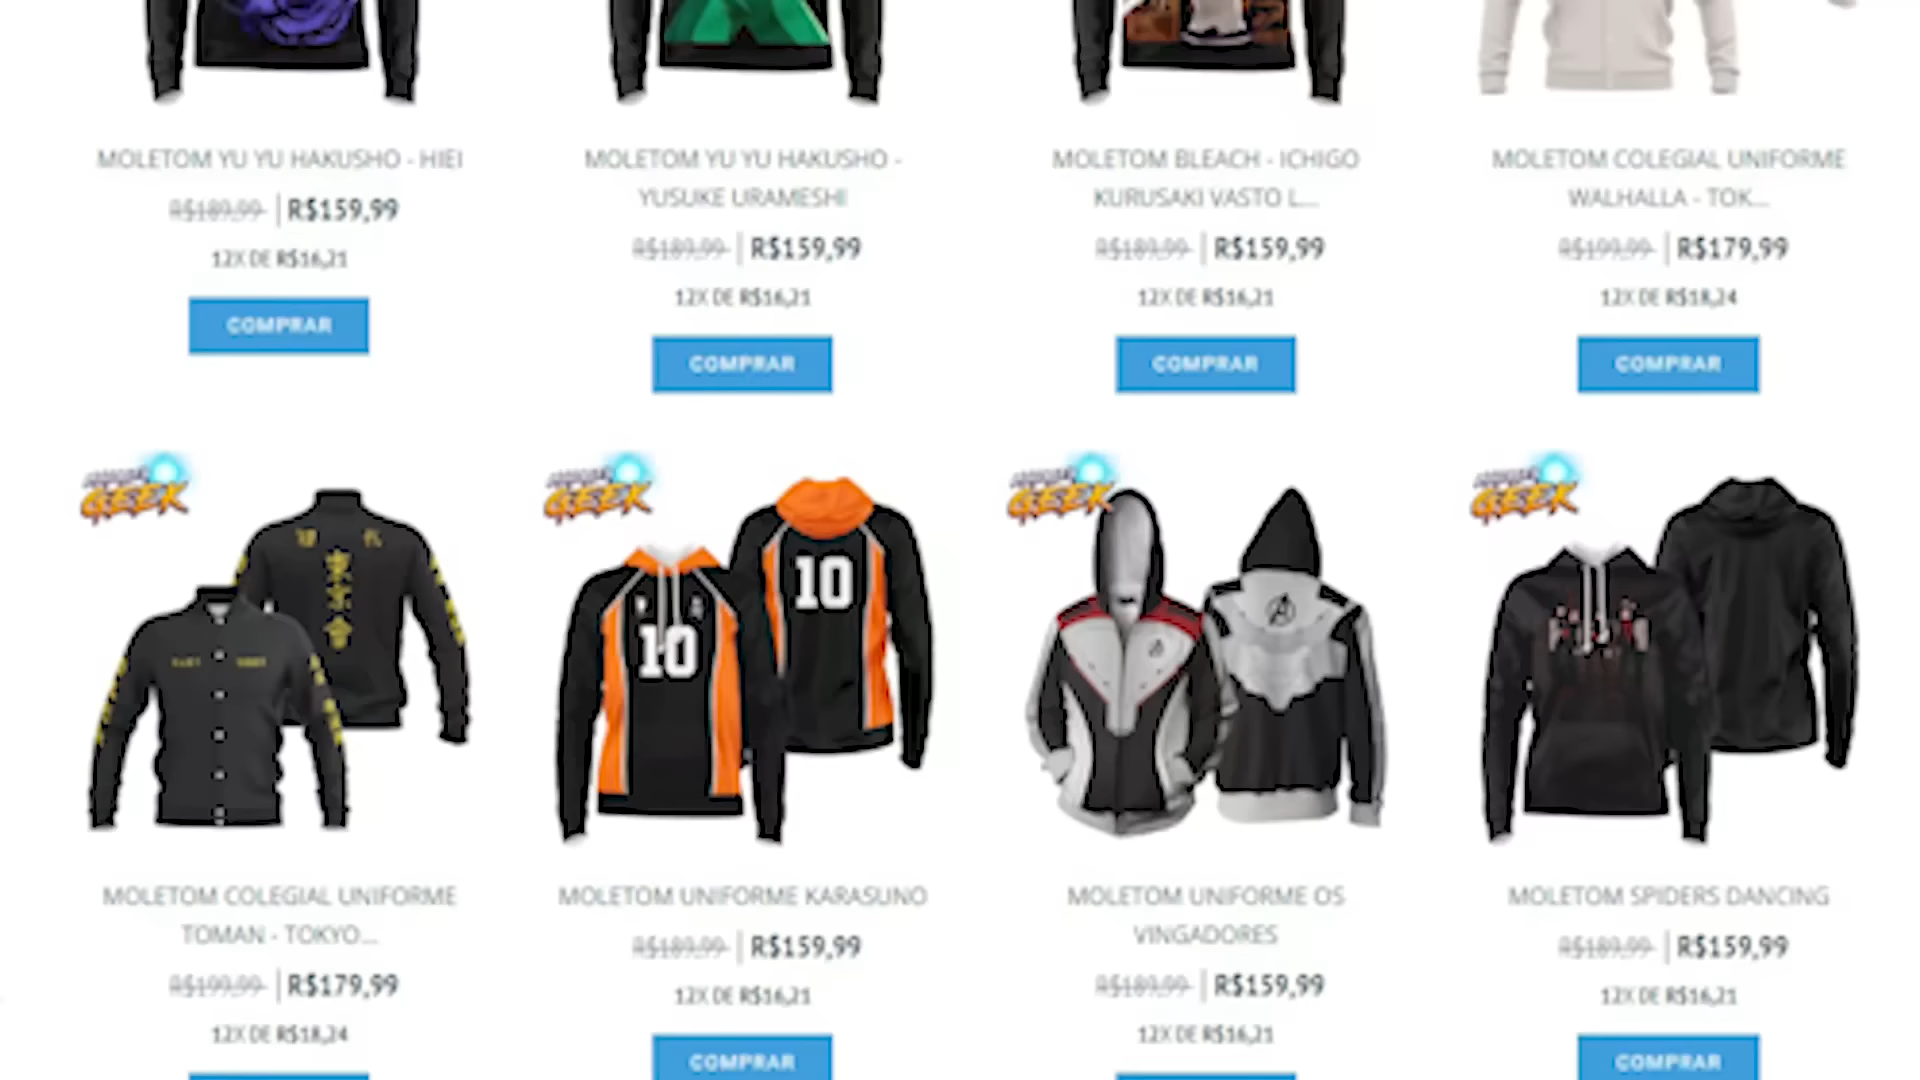 MOLETOM YU YU HAKUSHO - HIEI
R$189,99 R$159,99
12X DE R$16,21
COMPRAR
MOLETOM YU YU HAKUSHO -
YUSUKE URAMESHI
R$189,99 R$159,99
12X DE R$16,21
COMPRAR
MOLETOM BLEACH - ICHIGO
KURUSAKI VASTO L...
R$189,99 R$159,99
12X DE R$16,21
COMPRAR
MOLETOM COLEGIAL UNIFORME
WALHALLA - TOK...
R$199,99 R$179,99
12X DE R$18,24
COMPRAR
GEEK
MOLETOM COLEGIAL UNIFORME
TOMAN - TOKYO...
R$199,99 R$179,99
12X DE R$18,24
GEEK
10
10
MOLETOM UNIFORME KARASUNO
R$189,99 R$159,99
12X DE R$16,21
COMPRAR
GEEK
MOLETOM UNIFORME OS
VINGADORES
R$189,99 R$159,99
12X DE R$16,21
GEEK
MOLETOM SPIDERS DANCING
R$189,99 R$159,99
12X DE R$16,21
COMPRAR